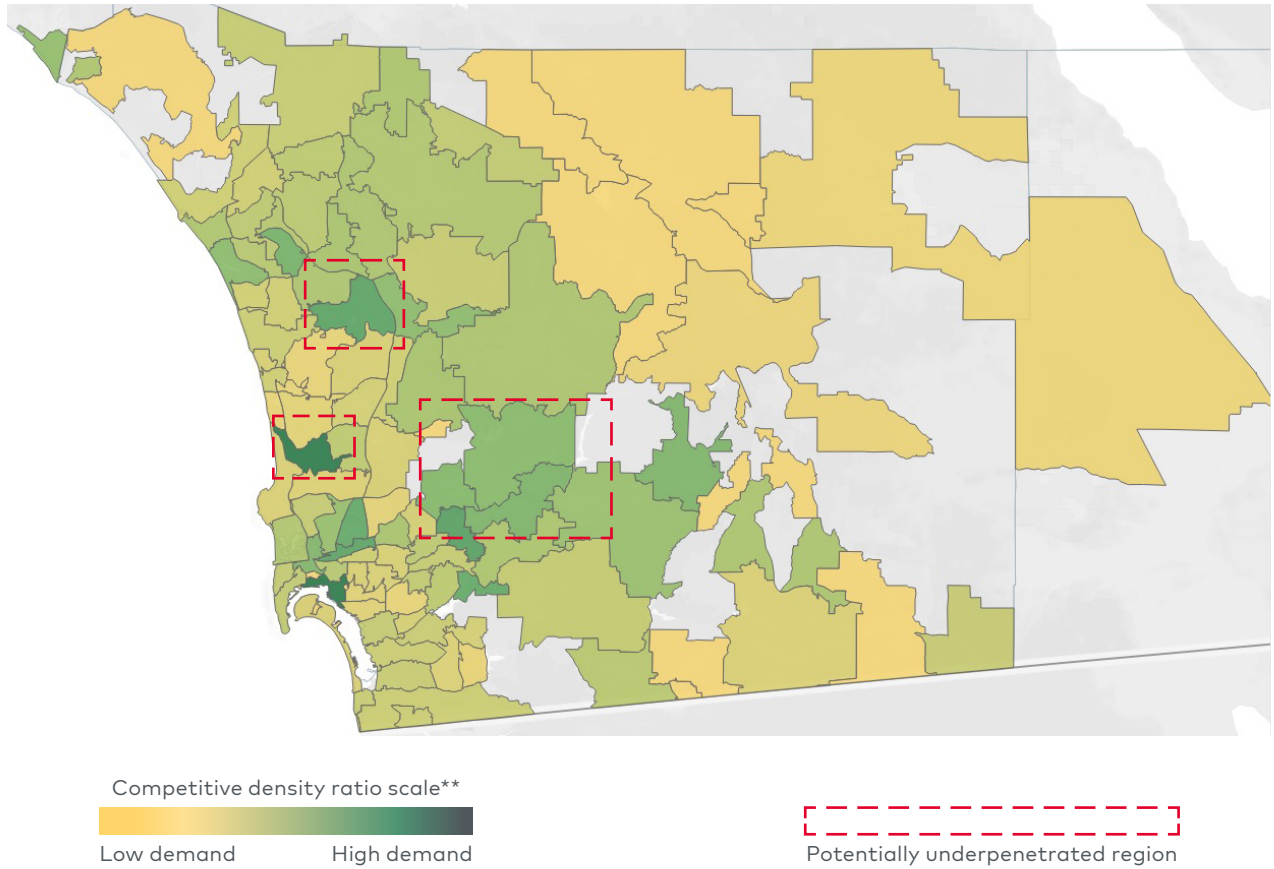 Competitive density ratio scale**
Low demand
High demand
Potentially underpenetrated region